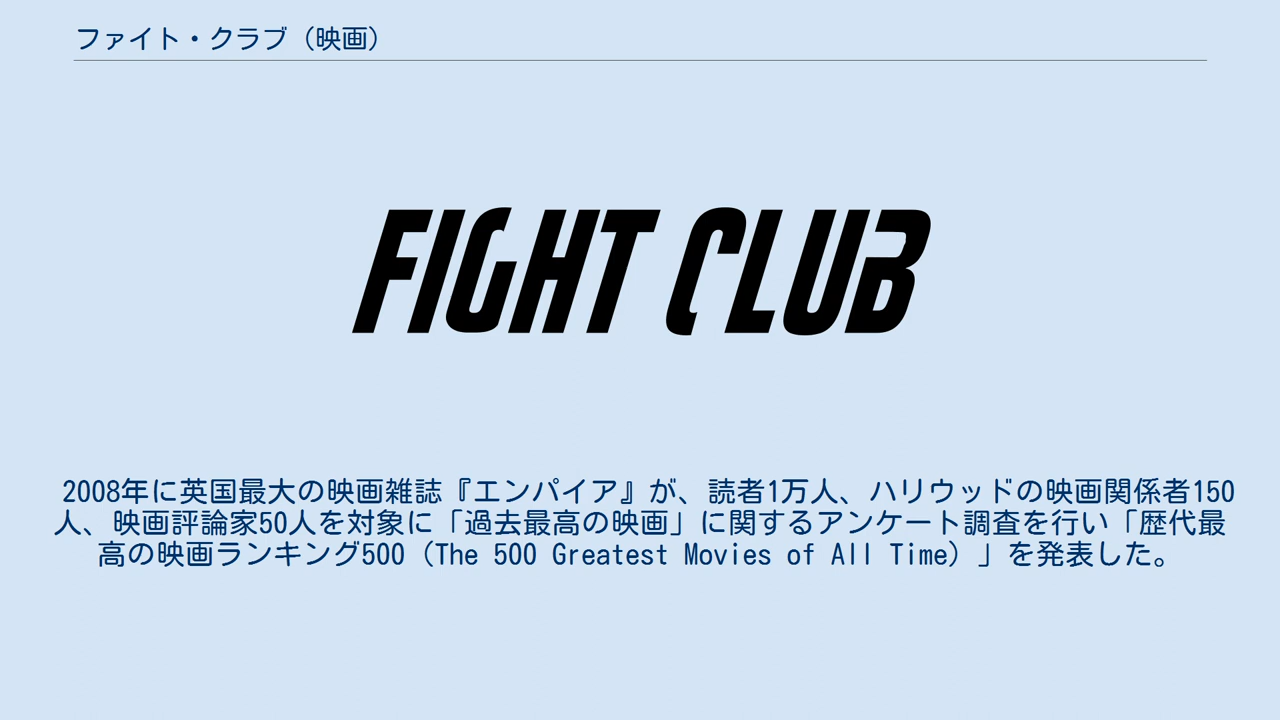 ファイト・クラブ（映画）
FIGHT CLUB
2008年に英国最大の映画雑誌『エンパイア』が、読者1万人、ハリウッドの映画関係者150
人、映画評論家50人を対象に「過去最高の映画」に関するアンケート調査を行い「歴代最
高の映画ランキング500（The 500 Greatest Movies of All Time）」を発表した。